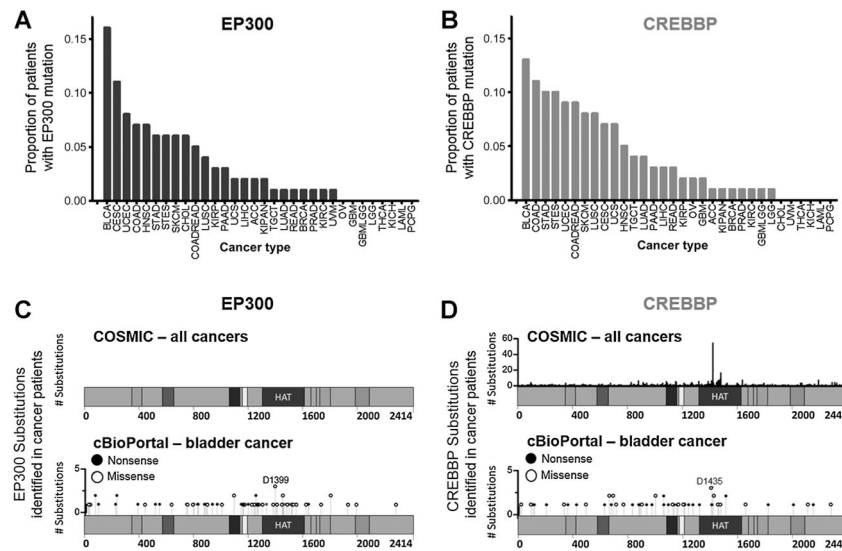 A
EP300
Proportion of patients
with EP300 mutation
0.15
0.10
0.05
0.00
BLCA
CESC
UCEC
COAD
HNSC
STAD
STES
SKCM
CHOL
COADREAD
LUSC
KIRP
PAAD
UCS
LIHC
ACC
KIPAN
TGCT
LUAD
READ
BRCA
PRAD
KIRC
UVM
OV
GBM
GBMLGG
LGG
THCA
KICH
LAML
PCPG
Cancer type
B
CREBBP
Proportion of patients
with CREBBP mutation
0.15
0.10
0.05
0.00
BLCA
COAD
STAD
STES
UCEC
COADREAD
SKCM
LUSC
CESC
UCS
HNSC
TGCT
LUAD
PAAD
LIHC
READ
KIRP
OV
GBM
ACC
KIPAN
BRCA
PRAD
KIRC
GBMLGG
LGG
CHOL
UVM
THCA
KICH
LAML
PCPG
Cancer type
C
EP300
EP300 Substitutions
identified in cancer patients
COSMIC – all cancers
# Substitutions
HAT
0 400 800 1200 1600 2000 2414
cBioPortal – bladder cancer
Nonsense
Missense
D1399
# Substitutions
5
0
HAT
0 400 800 1200 1600 2000 2414
D
CREBBP
CREBBP Substitutions
identified in cancer patients
COSMIC – all cancers
# Substitutions
60
40
20
0
HAT
0 400 800 1200 1600 2000 244
cBioPortal – bladder cancer
Nonsense
Missense
D1435
# Substitutions
5
0
HAT
0 400 800 1200 1600 2000 244